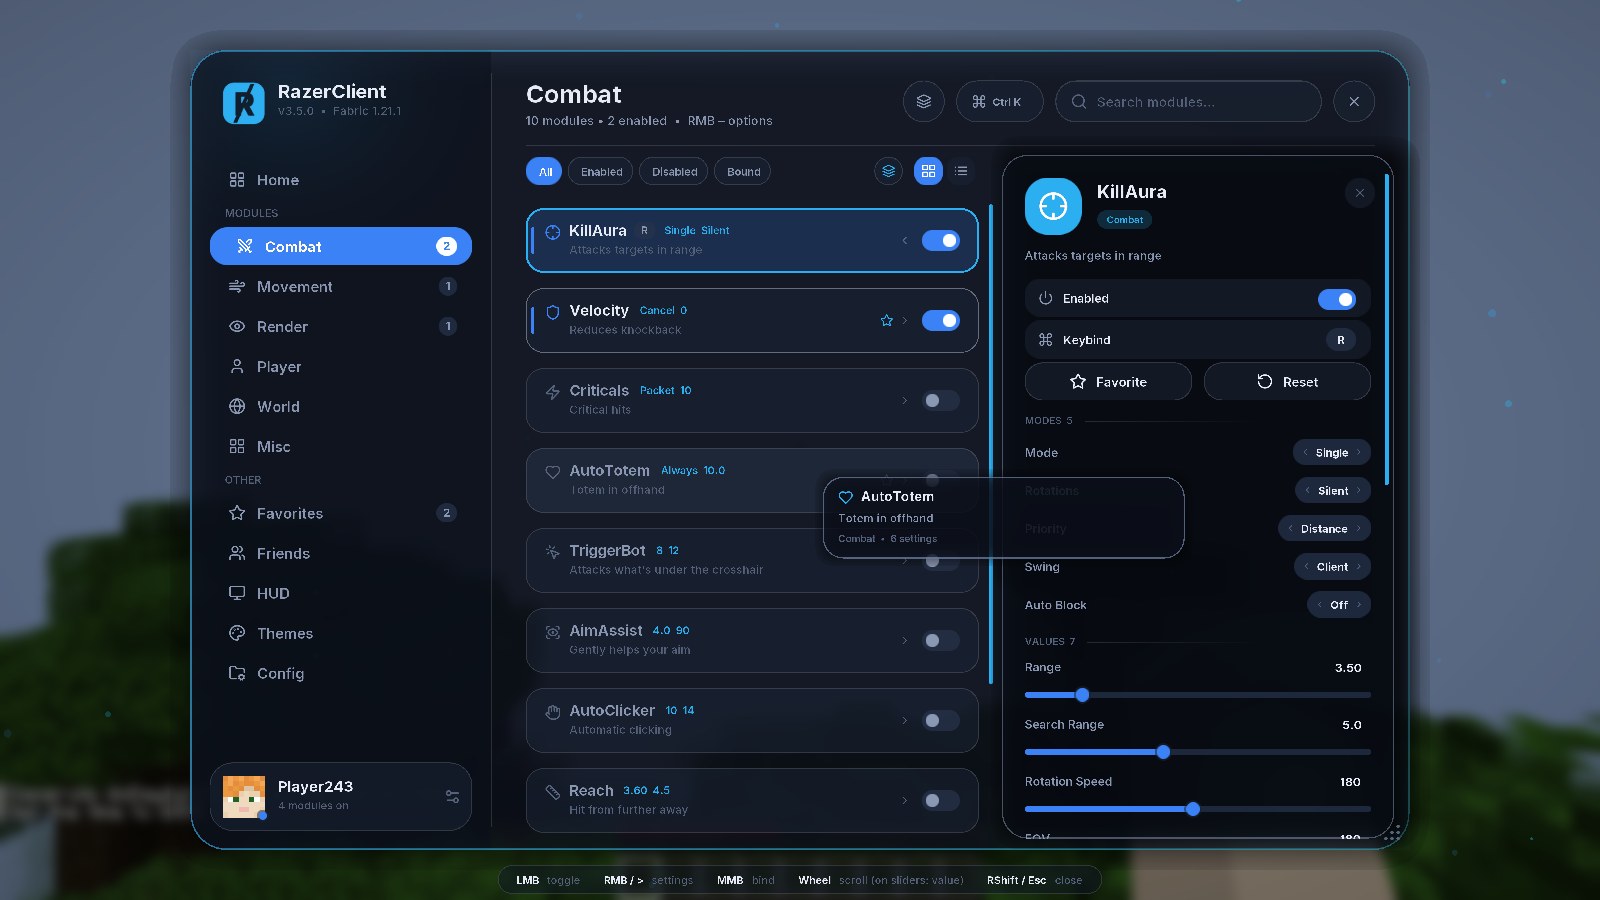 RazerClient
v3.5.0 • Fabric 1.21.1
Home
MODULES
Combat 2
Movement 1
Render 1
Player
World
Misc
OTHER
Favorites 2
Friends
HUD
Themes
Config
Player243
4 modules on
Combat
10 modules • 2 enabled • RMB – options
Ctrl K
Search modules...
All Enabled Disabled Bound
KillAura R Single Silent
Attacks targets in range
Velocity Cancel 0
Reduces knockback
Criticals Packet 10
Critical hits
AutoTotem Always 10.0
Totem in offhand
TriggerBot 8 12
Attacks what's under the crosshair
AimAssist 4.0 90
Gently helps your aim
AutoClicker 10 14
Automatic clicking
Reach 3.60 4.5
Hit from further away
AutoTotem
Totem in offhand
Combat • 6 settings
KillAura
Combat
Attacks targets in range
Enabled
Keybind R
Favorite Reset
MODES 5
Mode Single
Rotations Silent
Priority Distance
Swing Client
Auto Block Off
VALUES 7
Range 3.50
Search Range 5.0
Rotation Speed 180
FOV 180
LMB toggle RMB / > settings MMB bind Wheel scroll (on sliders: value) RShift / Esc close